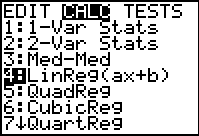 EDIT CALC TESTS
1:1-Var Stats
2:2-Var Stats
3:Med-Med
4:LinReg(ax+b)
5:QuadReg
6:CubicReg
7↓QuartReg